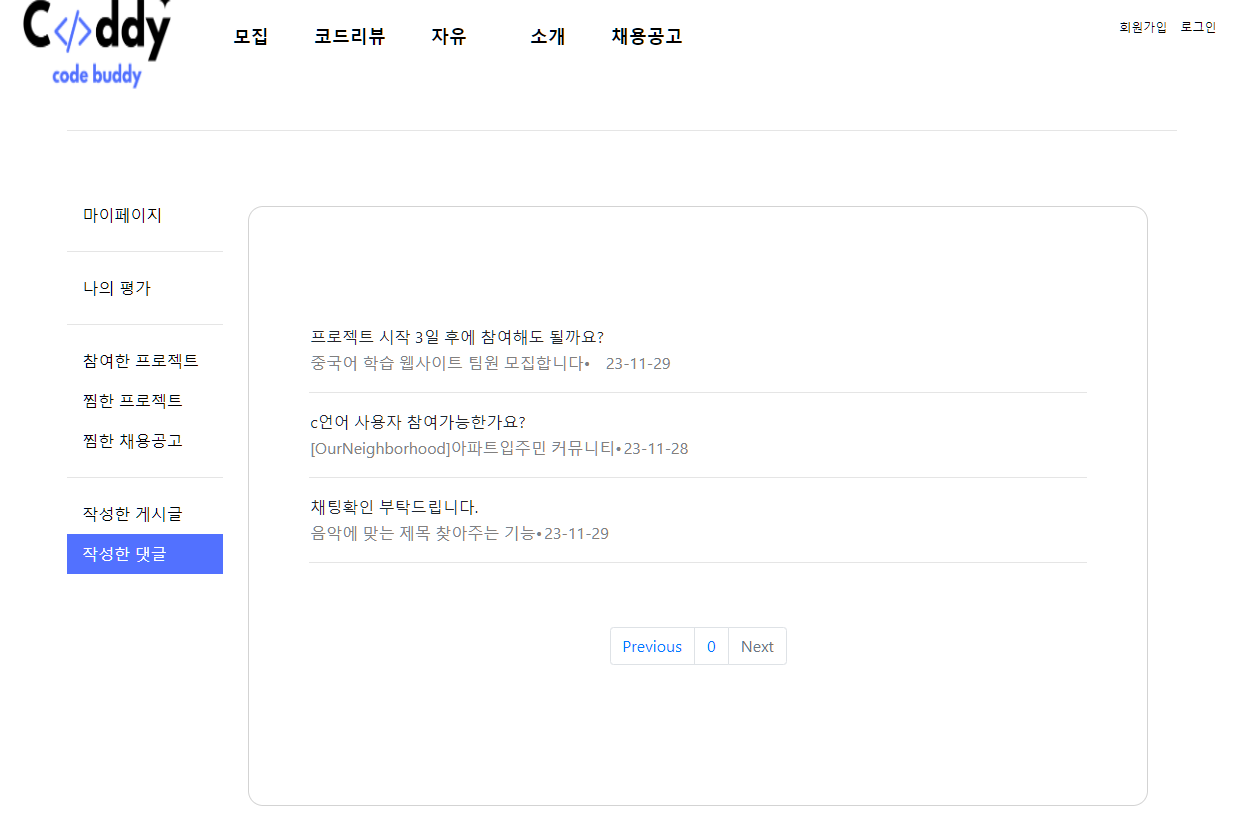 C</>ddy
code buddy
모집 코드리뷰 자유 소개 채용공고
회원가입 로그인
마이페이지
나의 평가
참여한 프로젝트
찜한 프로젝트
찜한 채용공고
작성한 게시글
작성한 댓글
프로젝트 시작 3일 후에 참여해도 될까요?
중국어 학습 웹사이트 팀원 모집합니다• 23-11-29
c언어 사용자 참여가능한가요?
[OurNeighborhood]아파트입주민 커뮤니티•23-11-28
채팅확인 부탁드립니다.
음악에 맞는 제목 찾아주는 기능•23-11-29
Previous 0 Next